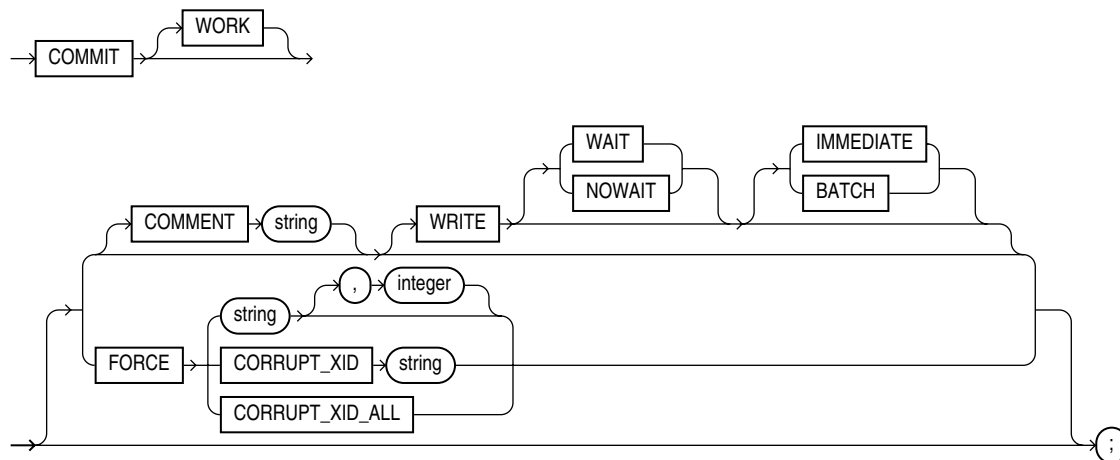 WORK
COMMIT
WAIT IMMEDIATE
NOWAIT BATCH
COMMENT string WRITE
, integer
string
FORCE CORRUPT_XID string
CORRUPT_XID_ALL
;